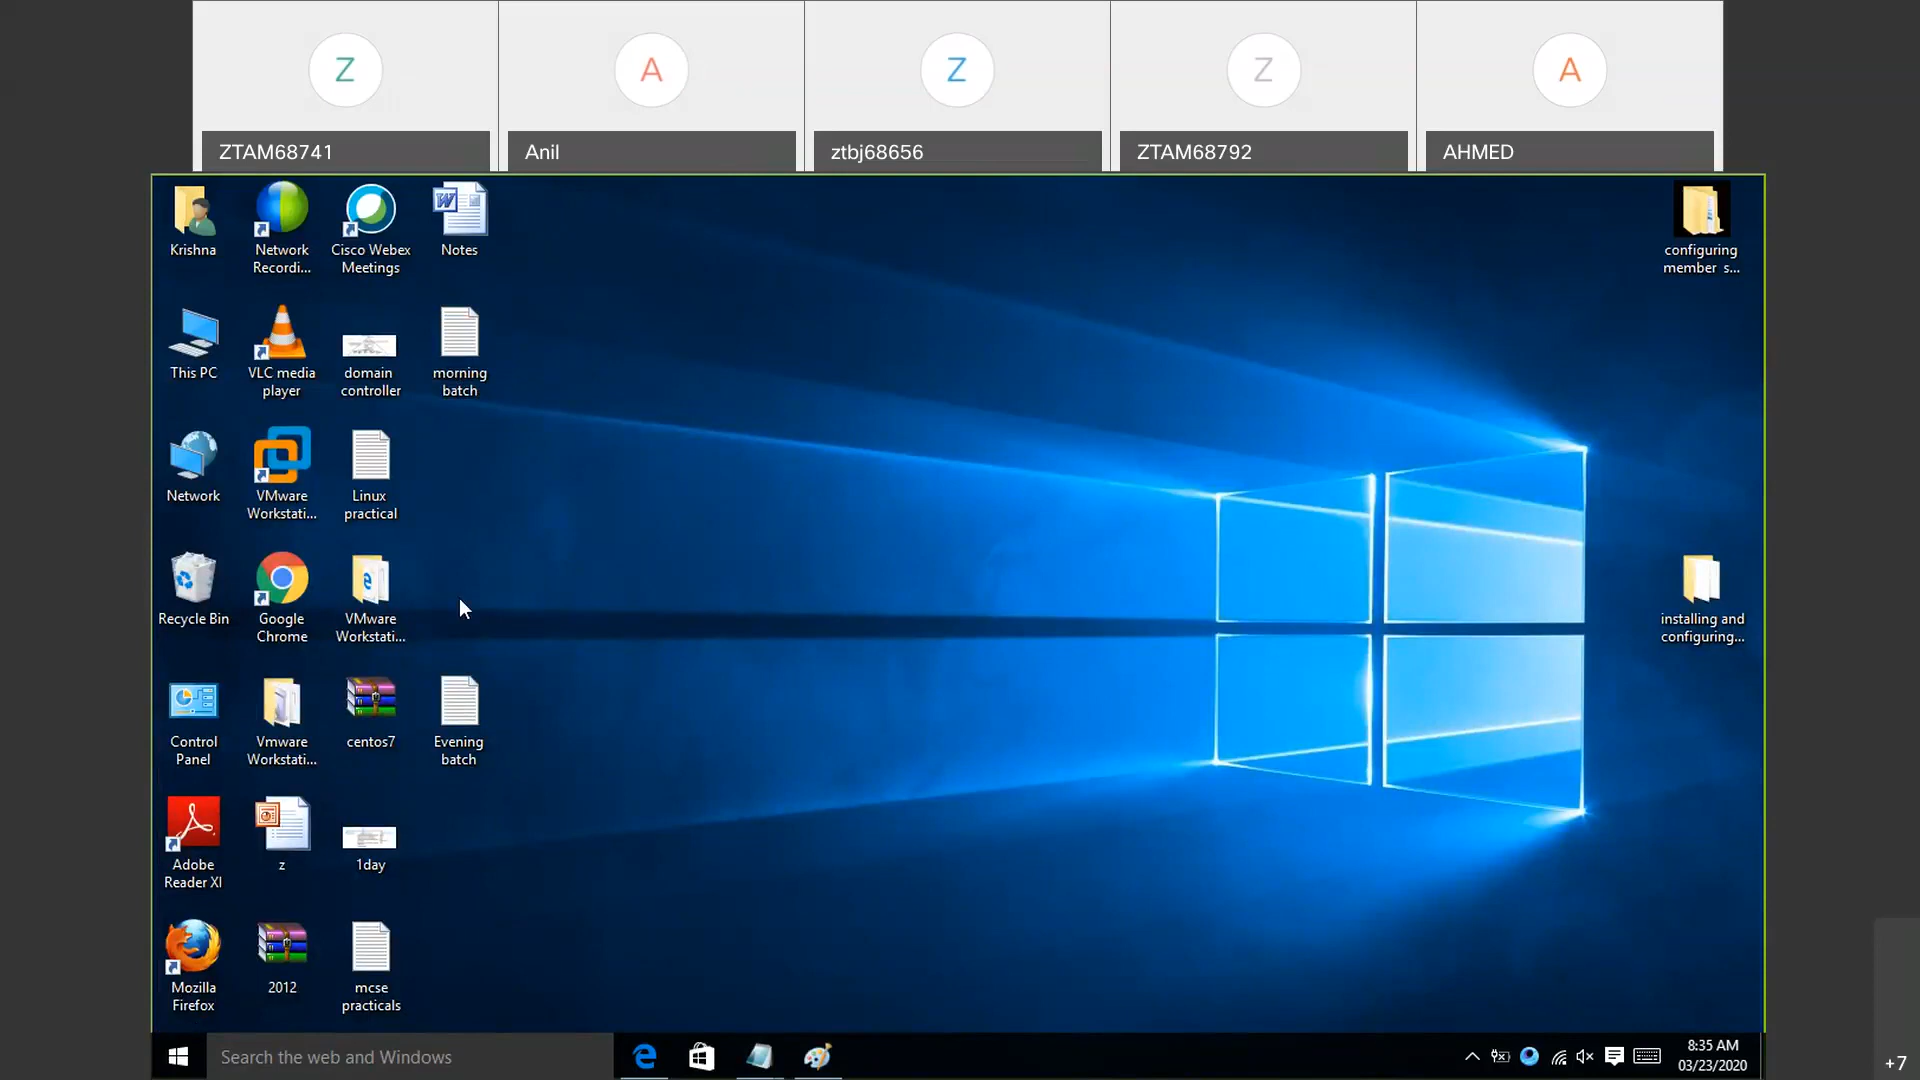 Z
A
Z
Z
A
ZTAM68741
Anil
ztbj68656
ZTAM68792
AHMED
Krishna
Network
Recordi...
Cisco Webex
Meetings
Notes
configuring
member s...
This PC
VLC media
player
domain
controller
morning
batch
Network
VMware
Workstati...
Linux
practical
Recycle Bin
Google
Chrome
VMware
Workstati...
installing and
configuring...
Control
Panel
Vmware
Workstati...
centos7
Evening
batch
Adobe
Reader XI
z
1day
Mozilla
Firefox
2012
mcse
practicals
Search the web and Windows
8:35 AM
03/23/2020
+7